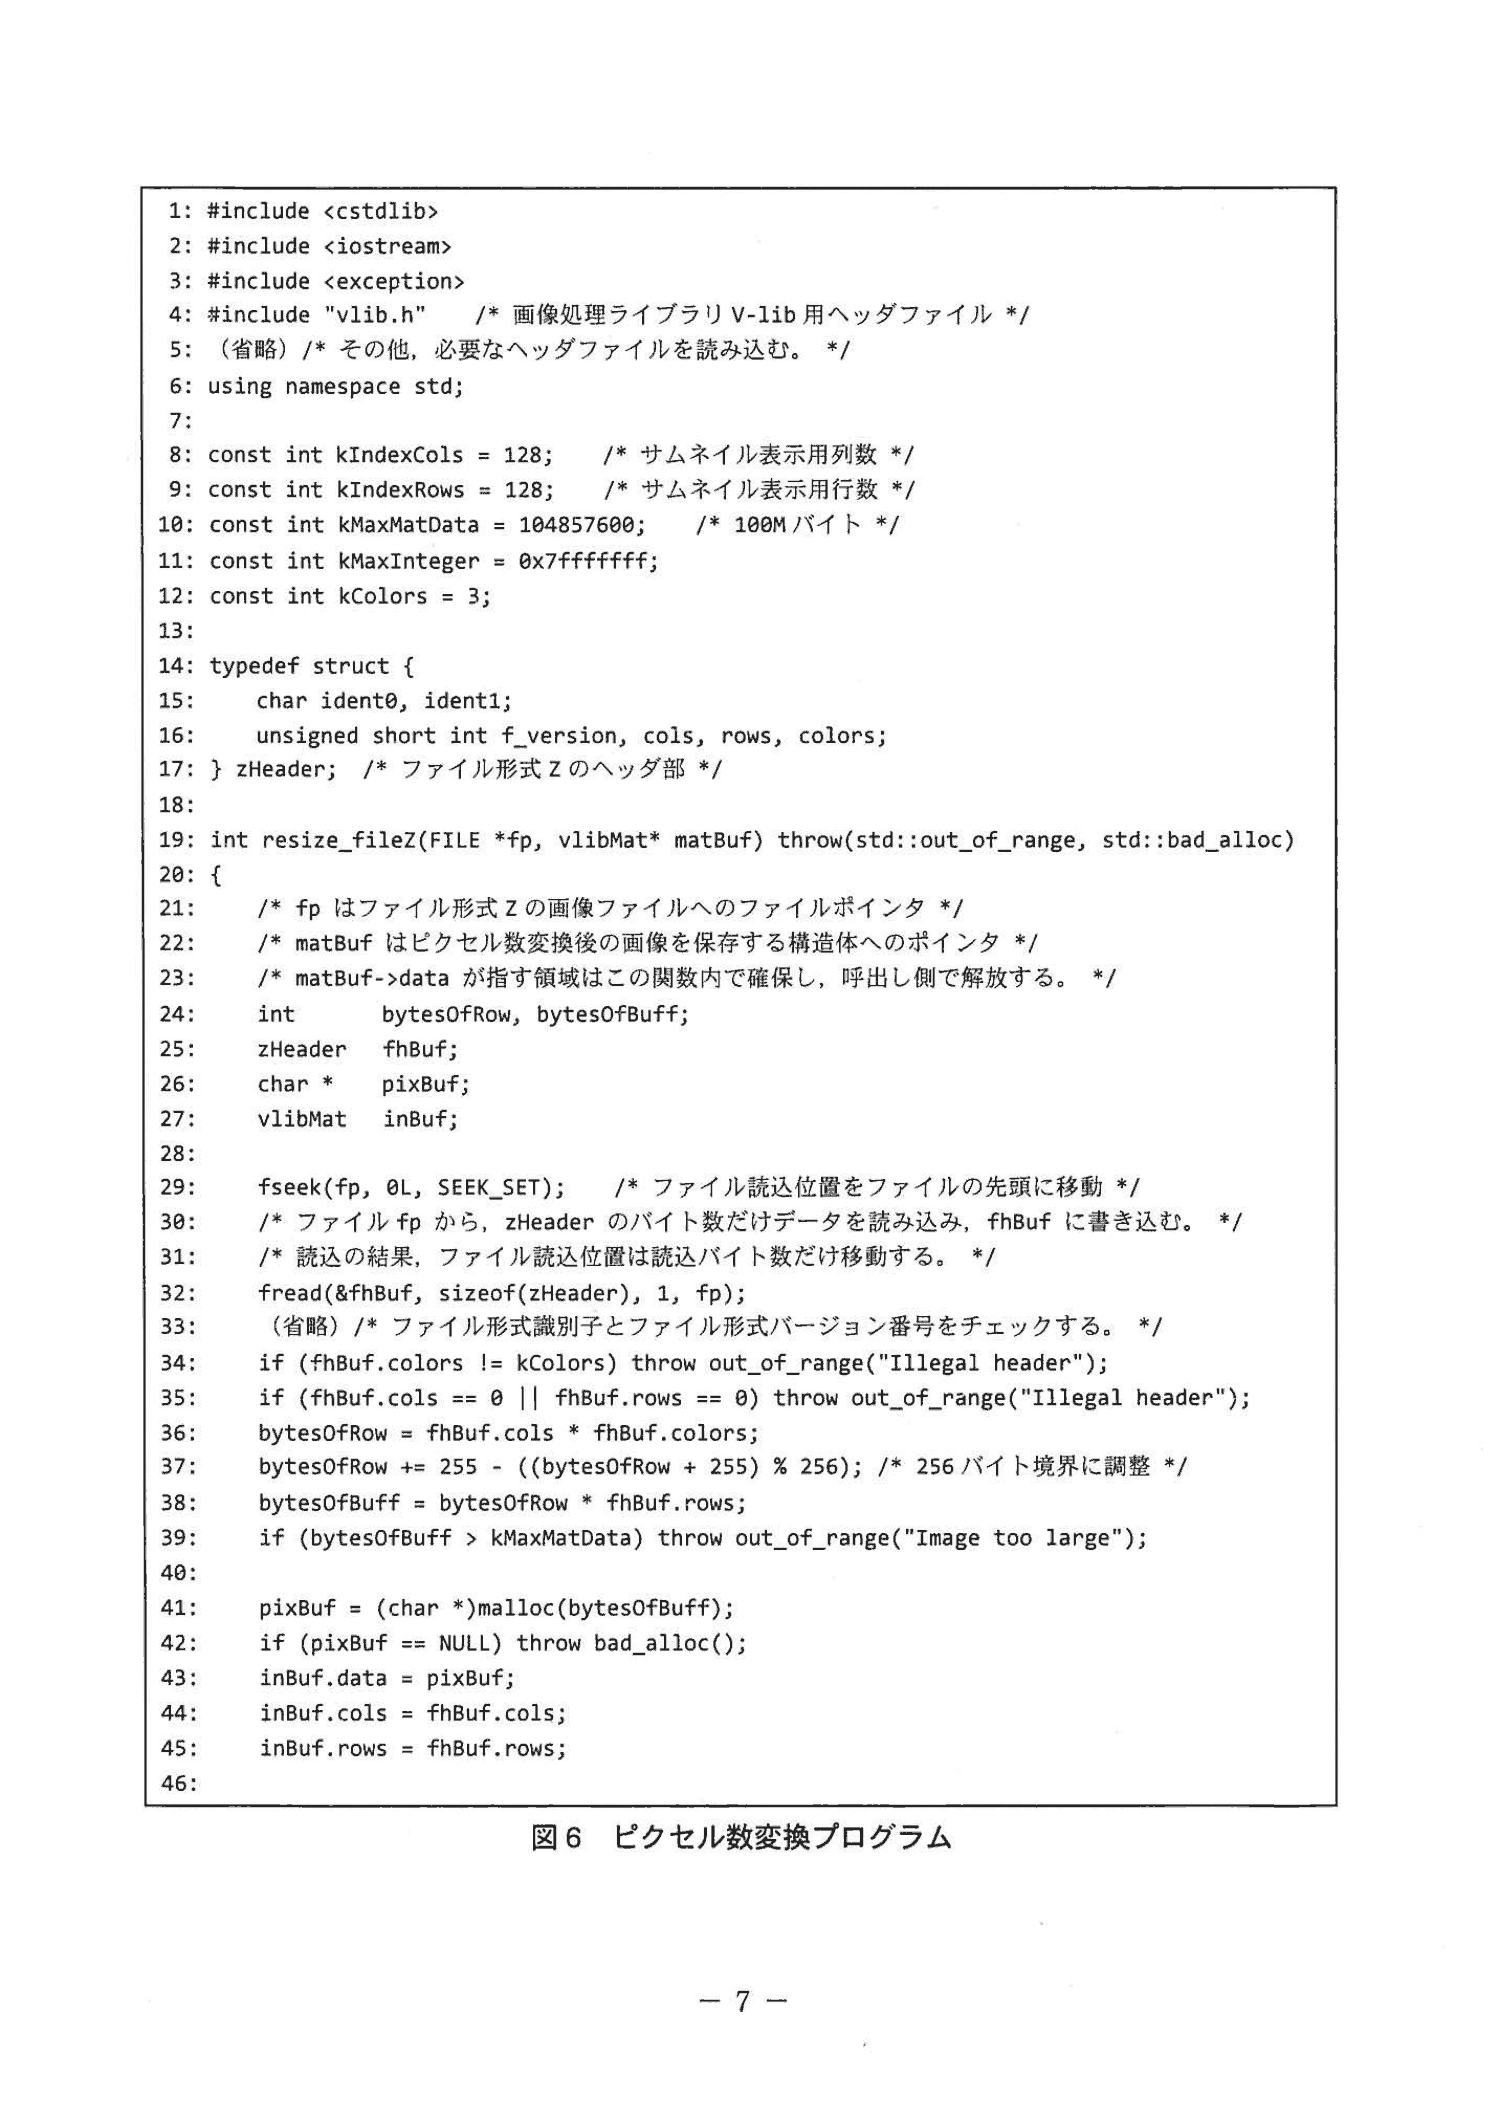 1: #include <cstdlib>
2: #include <iostream>
3: #include <exception>
4: #include "vlib.h"    /* 画像処理ライブラリ V-lib 用ヘッダファイル */
5: （省略）/* その他，必要なヘッダファイルを読み込む。 */
6: using namespace std;
7:
8: const int kIndexCols = 128;    /* サムネイル表示用列数 */
9: const int kIndexRows = 128;    /* サムネイル表示用行数 */
10: const int kMaxMatData = 104857600;    /* 100M バイト */
11: const int kMaxInteger = 0x7fffffff;
12: const int kColors = 3;
13:
14: typedef struct {
15:    char ident0, ident1;
16:    unsigned short int f_version, cols, rows, colors;
17: } zHeader;  /* ファイル形式 Z のヘッダ部 */
18:
19: int resize_fileZ(FILE *fp, vlibMat* matBuf) throw(std::out_of_range, std::bad_alloc)
20: {
21:    /* fp はファイル形式 Z の画像ファイルへのファイルポインタ */
22:    /* matBuf はピクセル数変換後の画像を保存する構造体へのポインタ */
23:    /* matBuf->data が指す領域はこの関数内で確保し，呼出し側で解放する。 */
24:    int      bytesOfRow, bytesOfBuff;
25:    zHeader  fhBuf;
26:    char *   pixBuf;
27:    vlibMat  inBuf;
28:
29:    fseek(fp, 0L, SEEK_SET);    /* ファイル読込位置をファイルの先頭に移動 */
30:    /* ファイル fp から，zHeader のバイト数だけデータを読み込み，fhBuf に書き込む。 */
31:    /* 読込の結果，ファイル読込位置は読込バイト数だけ移動する。 */
32:    fread(&fhBuf, sizeof(zHeader), 1, fp);
33:    （省略）/* ファイル形式識別子とファイル形式バージョン番号をチェックする。 */
34:    if (fhBuf.colors != kColors) throw out_of_range("Illegal header");
35:    if (fhBuf.cols == 0 || fhBuf.rows == 0) throw out_of_range("Illegal header");
36:    bytesOfRow = fhBuf.cols * fhBuf.colors;
37:    bytesOfRow += 255 - ((bytesOfRow + 255) % 256); /* 256 バイト境界に調整 */
38:    bytesOfBuff = bytesOfRow * fhBuf.rows;
39:    if (bytesOfBuff > kMaxMatData) throw out_of_range("Image too large");
40:
41:    pixBuf = (char *)malloc(bytesOfBuff);
42:    if (pixBuf == NULL) throw bad_alloc();
43:    inBuf.data = pixBuf;
44:    inBuf.cols = fhBuf.cols;
45:    inBuf.rows = fhBuf.rows;
46:
図 6　ピクセル数変換プログラム
－ 7 －